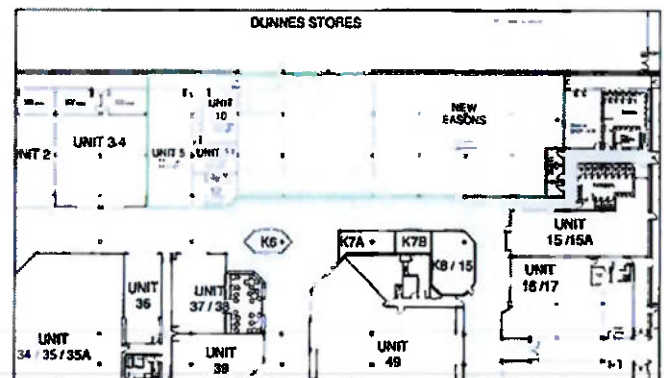 DUNNES STORES
UNIT
10
NEW
EASONS
UNIT 2
UNIT 3/4
UNIT 5
UNIT
K6
K7A
K7B
K8 / 15
UNIT
15 /15A
UNIT
16/17
UNIT
36
UNIT
37 / 38
UNIT
34 / 35 / 35A
UNIT
39
UNIT
49